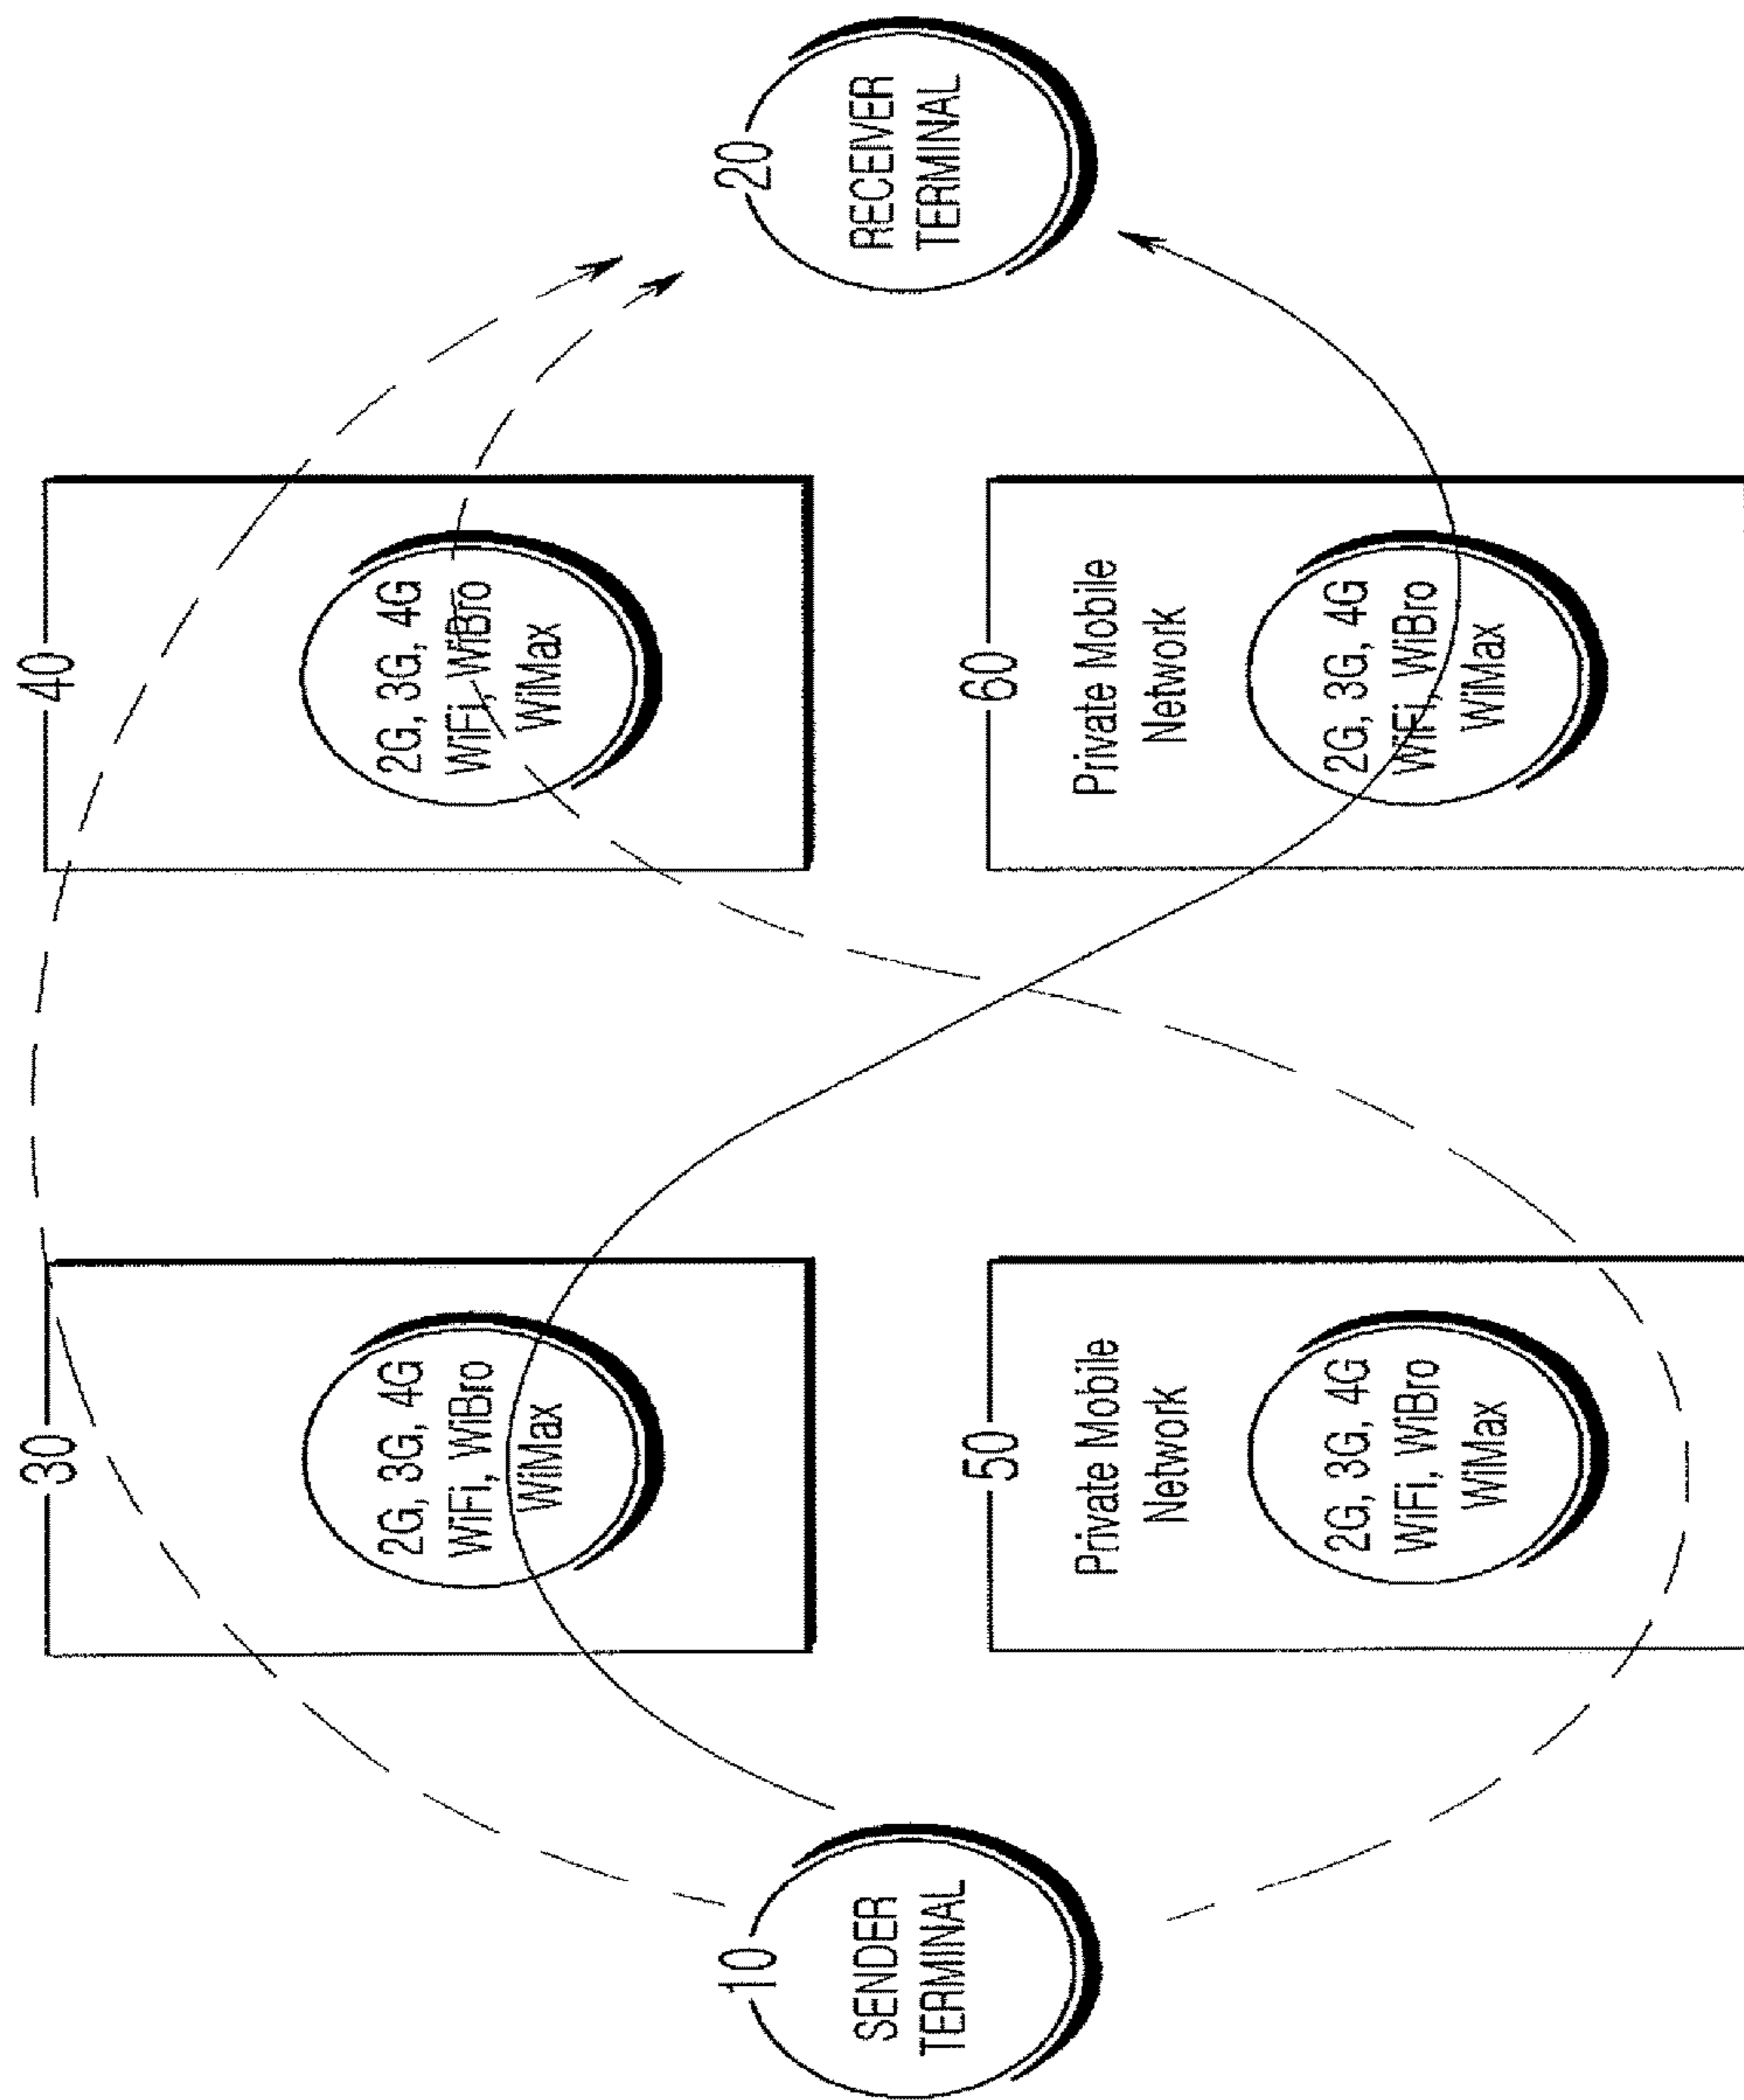 10
SENDER
TERMINAL
30
2G, 3G, 4G
WiFi, WiBro
WiMax
40
2G, 3G, 4G
WiFi, WiBro
WiMax
20
RECEIVER
TERMINAL
50
Private Mobile
Network
2G, 3G, 4G
WiFi, WiBro
WiMax
60
Private Mobile
Network
2G, 3G, 4G
WiFi, WiBro
WiMax